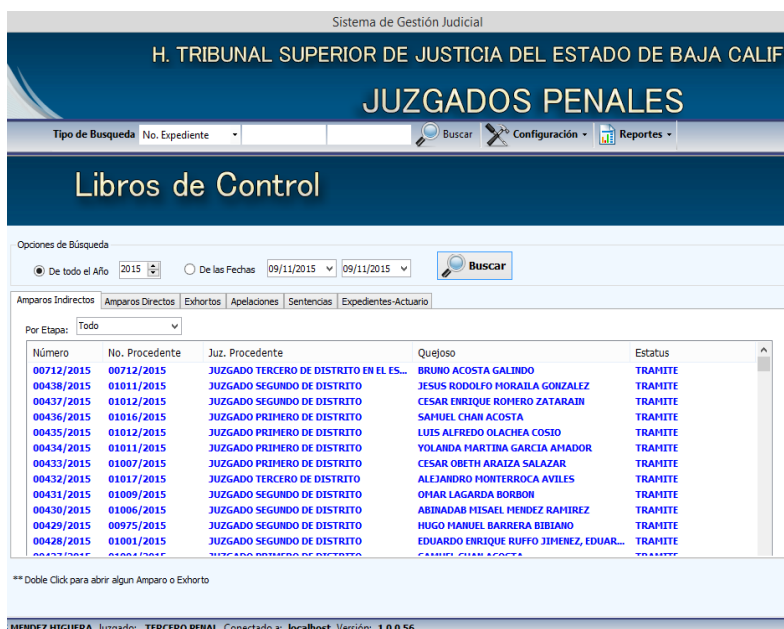 Sistema de Gestión Judicial
H. TRIBUNAL SUPERIOR DE JUSTICIA DEL ESTADO DE BAJA CALIF
JUZGADOS PENALES
Tipo de Busqueda No. Expediente Buscar Configuración Reportes
Libros de Control
Opciones de Búsqueda
De todo el Año 2015 De las Fechas 09/11/2015 09/11/2015 Buscar
Amparos Indirectos Amparos Directos Exhortos Apelaciones Sentencias Expedientes-Actuario
Por Etapa: Todo
Número No. Procedente Juz. Procedente Quejoso Estatus
00712/2015 00712/2015 JUZGADO TERCERO DE DISTRITO EN EL ES... BRUNO ACOSTA GALINDO TRAMITE
00438/2015 01011/2015 JUZGADO SEGUNDO DE DISTRITO JESUS RODOLFO MORAILA GONZALEZ TRAMITE
00437/2015 01012/2015 JUZGADO SEGUNDO DE DISTRITO CESAR ENRIQUE ROMERO ZATARAIN TRAMITE
00436/2015 01016/2015 JUZGADO PRIMERO DE DISTRITO SAMUEL CHAN ACOSTA TRAMITE
00435/2015 01012/2015 JUZGADO PRIMERO DE DISTRITO LUIS ALFREDO OLACHEA COSIO TRAMITE
00434/2015 01011/2015 JUZGADO PRIMERO DE DISTRITO YOLANDA MARTINA GARCIA AMADOR TRAMITE
00433/2015 01007/2015 JUZGADO PRIMERO DE DISTRITO CESAR OBETH ARAIZA SALAZAR TRAMITE
00432/2015 01017/2015 JUZGADO TERCERO DE DISTRITO ALEJANDRO MONTERROCA AVILES TRAMITE
00431/2015 01009/2015 JUZGADO SEGUNDO DE DISTRITO OMAR LAGARDA BORBON TRAMITE
00430/2015 01006/2015 JUZGADO SEGUNDO DE DISTRITO ABINADAB MISAEL MENDEZ RAMIREZ TRAMITE
00429/2015 00975/2015 JUZGADO SEGUNDO DE DISTRITO HUGO MANUEL BARRERA BIBIANO TRAMITE
00428/2015 01001/2015 JUZGADO SEGUNDO DE DISTRITO EDUARDO ENRIQUE RUFFO JIMENEZ, EDUAR... TRAMITE
00427/2015 01004/2015 JUZGADO PRIMERO DE DISTRITO SAMUEL CHAN ACOSTA TRAMITE
** Doble Click para abrir algun Amparo o Exhorto
MENDEZ HIGUERA Juzgado: TERCERO PENAL Conectado a: localhost Versión: 1.0.0.56